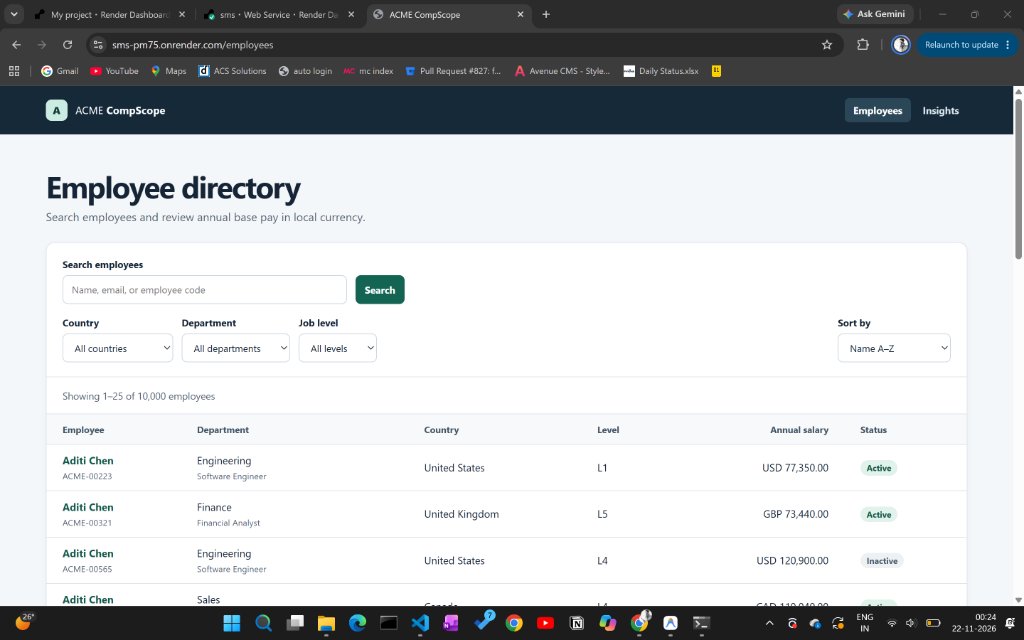 My project • Render Dashboard
sms • Web Service • Render Da
ACME CompScope
Ask Gemini
sms-pm75.onrender.com/employees
Relaunch to update
Gmail
YouTube
Maps
ACS Solutions
auto login
mc index
Pull Request #827: f...
Avenue CMS - Style...
Daily Status.xlsx
A ACME CompScope
Employees
Insights
Employee directory
Search employees and review annual base pay in local currency.
Search employees
Name, email, or employee code
Search
Country
Department
Job level
Sort by
All countries
All departments
All levels
Name A–Z
Showing 1–25 of 10,000 employees
Employee Department Country Level Annual salary Status
Aditi Chen Engineering United States L1 USD 77,350.00 Active
ACME-00223 Software Engineer
Aditi Chen Finance United Kingdom L5 GBP 73,440.00 Active
ACME-00321 Financial Analyst
Aditi Chen Engineering United States L4 USD 120,900.00 Inactive
ACME-00565 Software Engineer
Aditi Chen Sales
26°
7
ENG
IN
00:24
22-11-2026